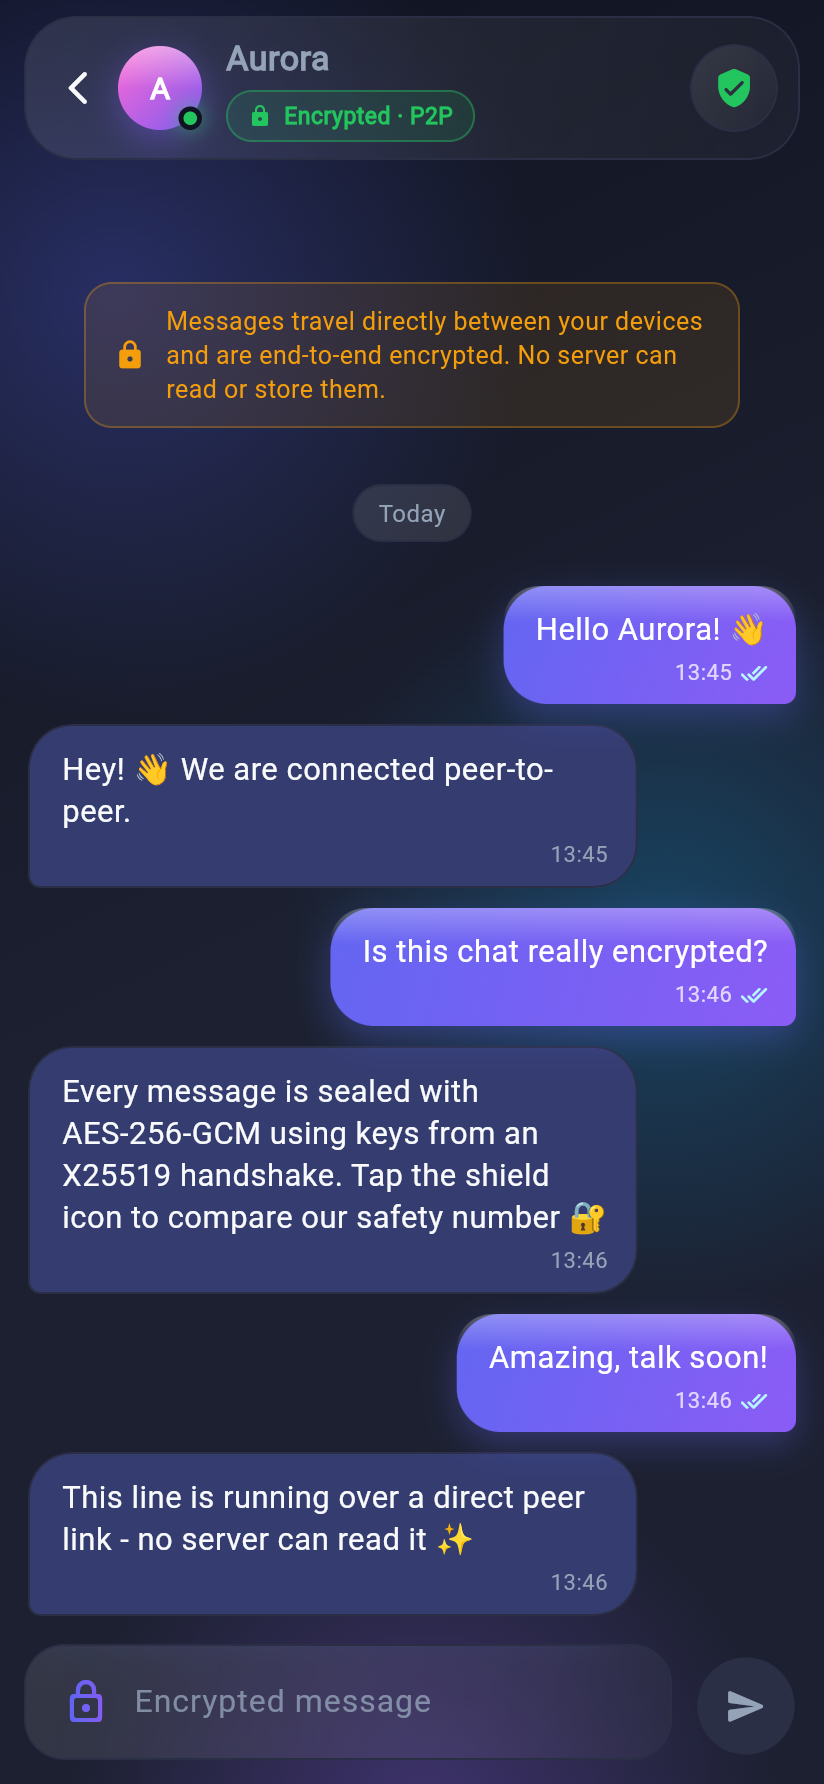 Aurora
A
Encrypted · P2P
Messages travel directly between your devices
and are end-to-end encrypted. No server can
read or store them.
Today
Hello Aurora! 👋
13:45
Hey! 👋 We are connected peer-to-
peer.
13:45
Is this chat really encrypted?
13:46
Every message is sealed with
AES-256-GCM using keys from an
X25519 handshake. Tap the shield
icon to compare our safety number 🔐
13:46
Amazing, talk soon!
13:46
This line is running over a direct peer
link - no server can read it ✨
13:46
Encrypted message